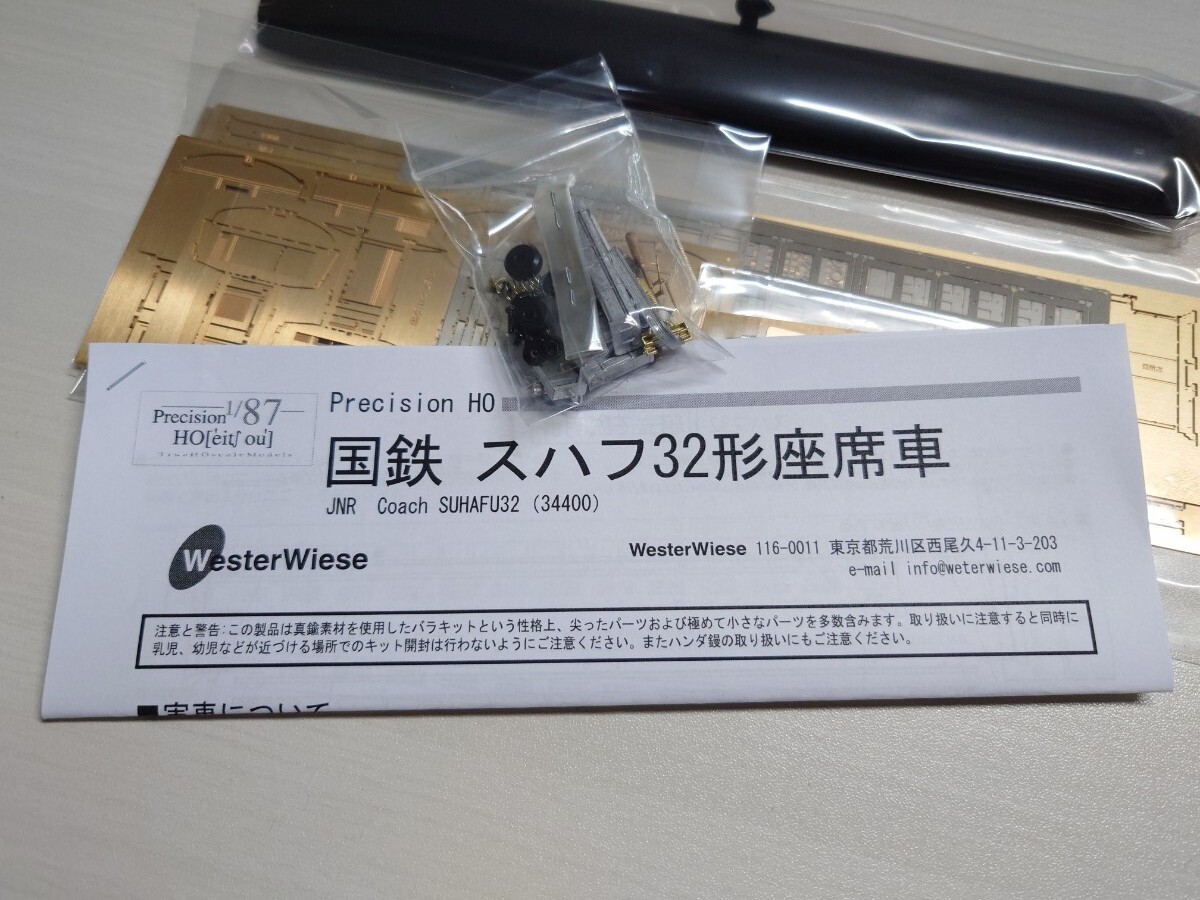 Precision 1/87
HO[éitʃ ou']
TrueHOscaleModels
Precision HO
国鉄 スハフ32形座席車
JNR Coach SUHAFU32 (34400)
WesterWiese
WesterWiese 116-0011 東京都荒川区西尾久4-11-3-203
e-mail info@weterwiese.com
注意と警告:この製品は真鍮素材を使用したバラキットという性格上、尖ったパーツおよび極めて小さなパーツを多数含みます。取り扱いに注意すると同時に
乳児、幼児などが近づける場所でのキット開封は行わないようにご注意ください。またハンダ鏝の取り扱いにもご注意ください。
■実車について